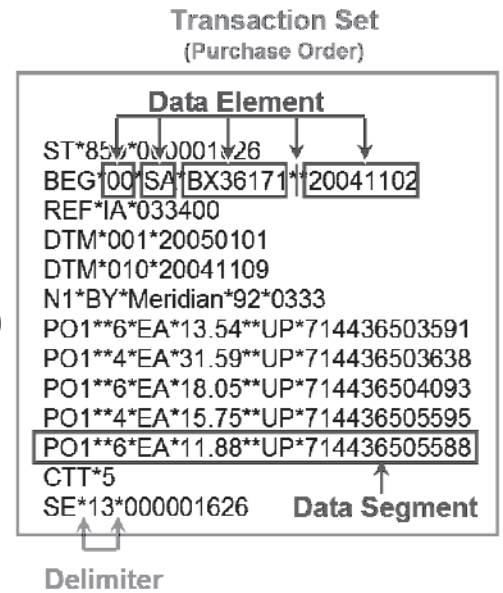 Transaction Set
(Purchase Order)
Data Element
ST*850*000001626
BEG*00*SA*BX36171**20041102
REF*IA*033400
DTM*001*20050101
DTM*010*20041109
N1*BY*Meridian*92*0333
PO1**6*EA*13.54**UP*714436503591
PO1**4*EA*31.59**UP*714436503638
PO1**6*EA*18.05**UP*714436504093
PO1**4*EA*15.75**UP*714436505595
PO1**6*EA*11.88**UP*714436505588
CTT*5
SE*13*000001626
Data Segment
Delimiter